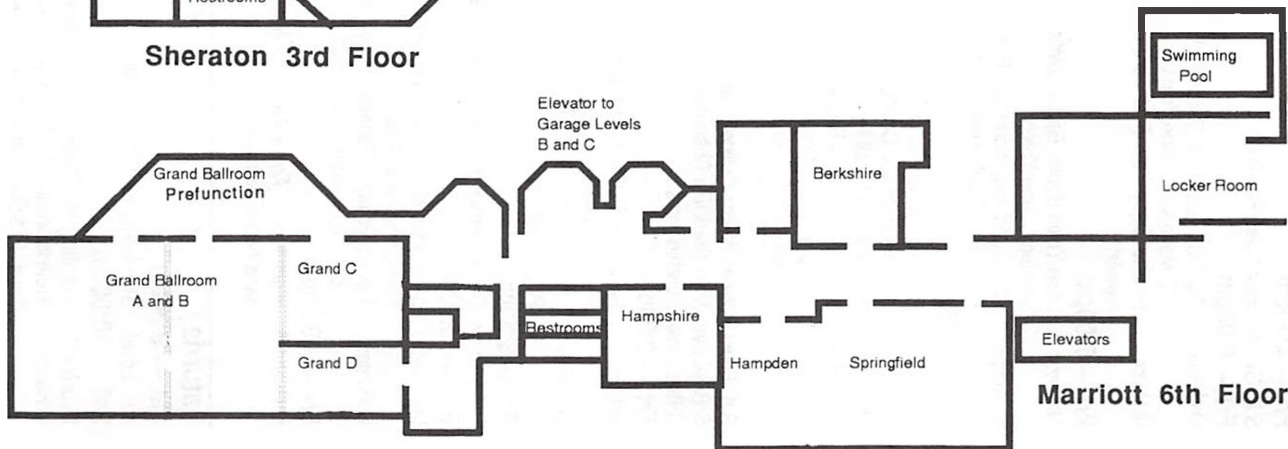 Restrooms
Sheraton 3rd Floor
Swimming
Pool
Elevator to
Garage Levels
B and C
Grand Ballroom
Prefunction
Berkshire
Locker Room
Grand C
Grand Ballroom
A and B
Restrooms
Hampshire
Grand D
Hampden
Springfield
Elevators
Marriott 6th Floor